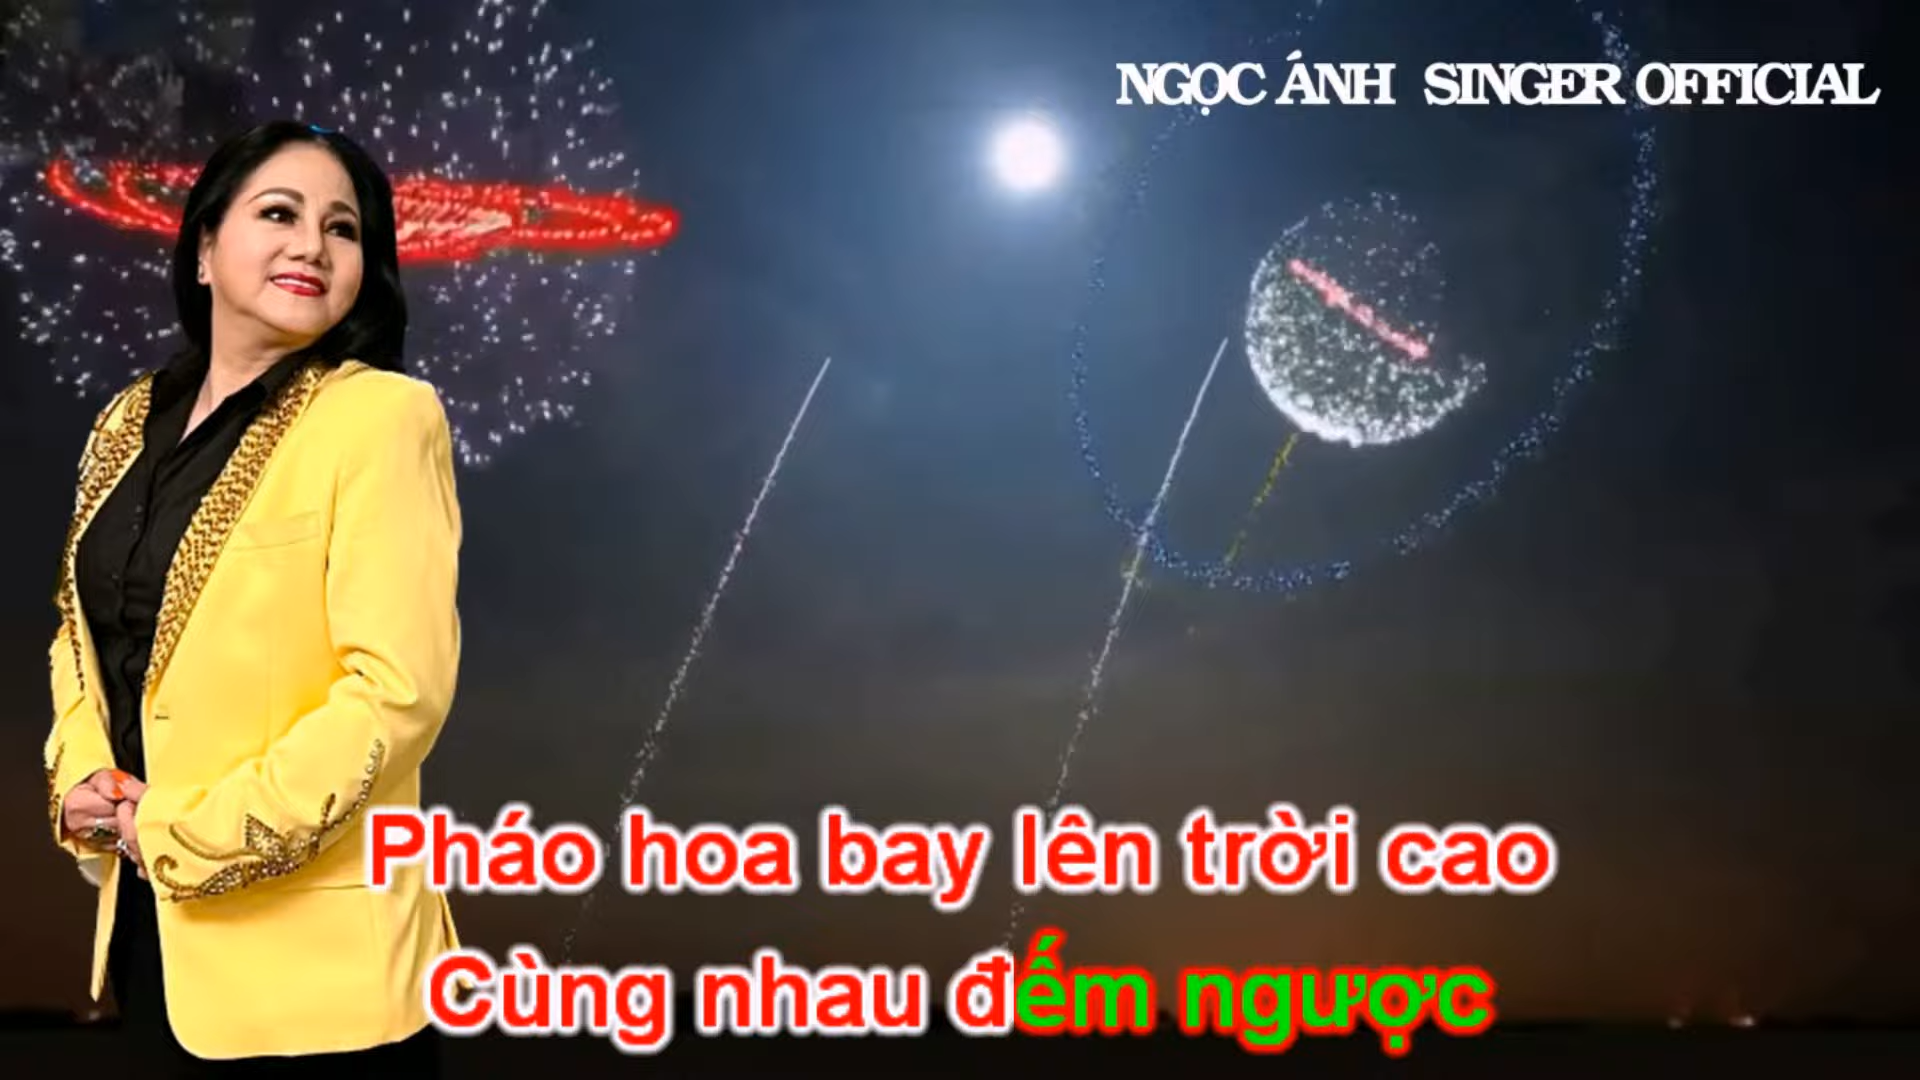 NGỌC ÁNH SINGER OFFICIAL
Pháo hoa bay lên trời cao
Cùng nhau đếm ngược